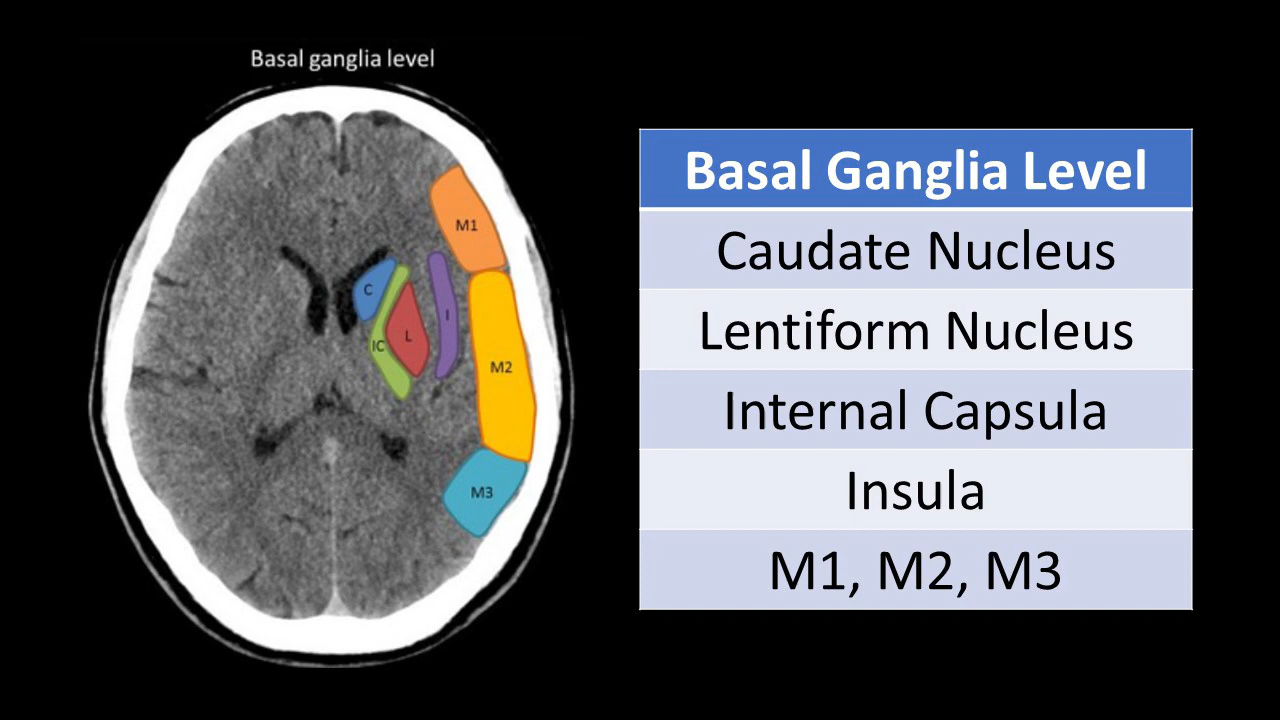 Basal ganglia level
M1
C
I
L
IC
M2
M3
Basal Ganglia Level
Caudate Nucleus
Lentiform Nucleus
Internal Capsula
Insula
M1, M2, M3